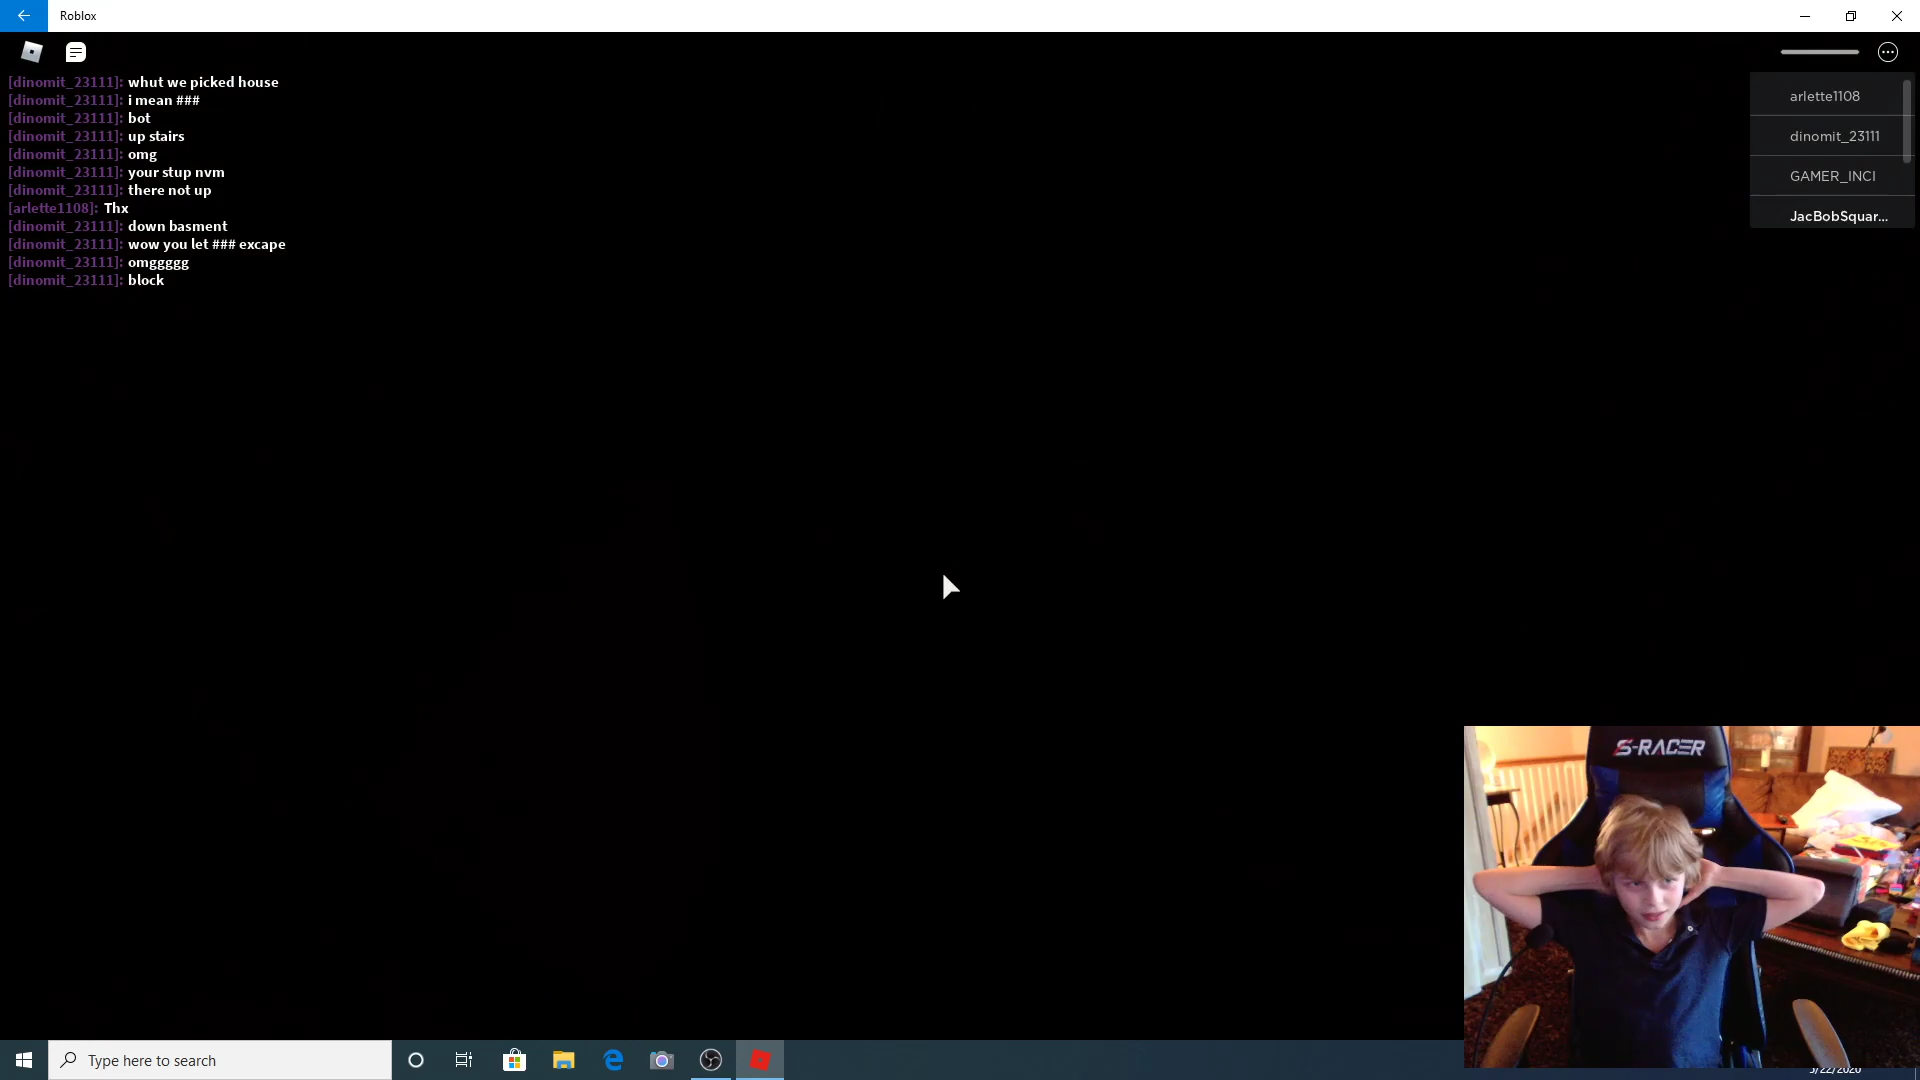 Roblox
[dinomit_23111]: whut we picked house
[dinomit_23111]: i mean ###
[dinomit_23111]: bot
[dinomit_23111]: up stairs
[dinomit_23111]: omg
[dinomit_23111]: your stup nvm
[dinomit_23111]: there not up
[arlette1108]: Thx
[dinomit_23111]: down basment
[dinomit_23111]: wow you let ### excape
[dinomit_23111]: omggggg
[dinomit_23111]: block
arlette1108
dinomit_23111
GAMER_INCI
JacBobSquar...
S-RACER
Type here to search